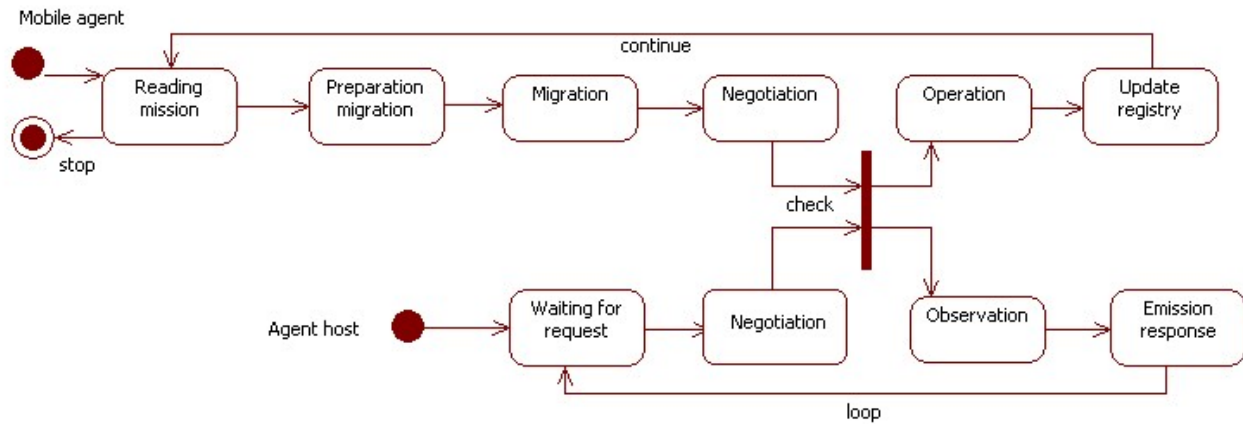 Mobile agent
continue
Reading
mission
Preparation
migration
Migration
Negotiation
Operation
Update
registry
stop
check
Agent host
Waiting for
request
Negotiation
Observation
Emission
response
loop